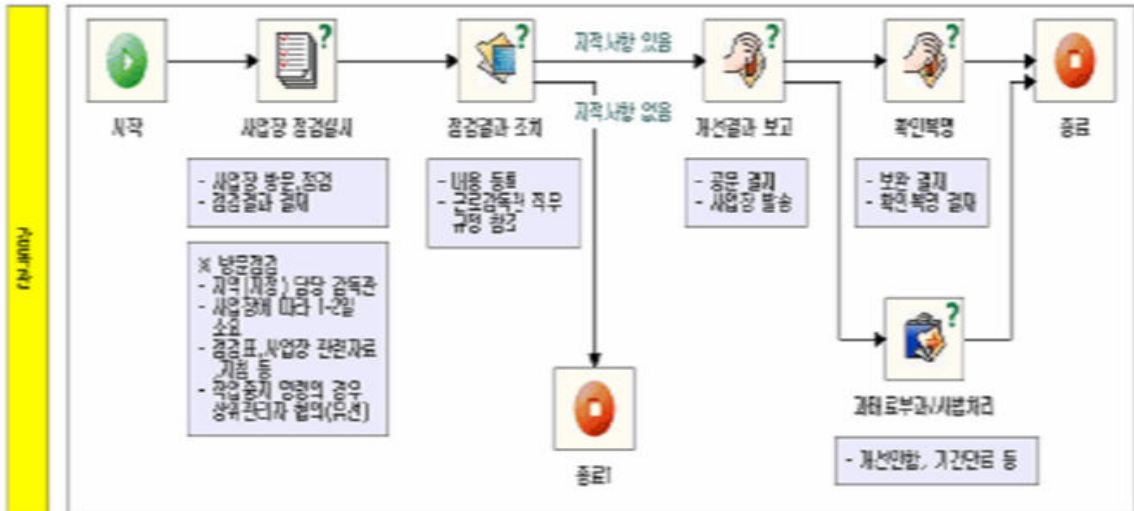 지적사항 있음
지적사항 없음
시작
사업장 점검실시
점검결과 조치
개선결과 보고
확인복명
종료
- 사업장 방문,점검
- 점검결과 결재
- 내용 등록
- 근로감독관 직무
규정 참고
- 공문 결재
- 사업장 발송
- 보완 결재
- 확인복명 결재
※ 방문점검
- 지역(지정) 담당 감독관
- 사업장에 따라 1-2일
소요
- 점검표,사업장 관련자료
,지침 등
- 작업중지 명령의 경우
상위관리자 협의(유선)
종료1
과태료부과/사법처리
- 개선안함, 기간만료 등